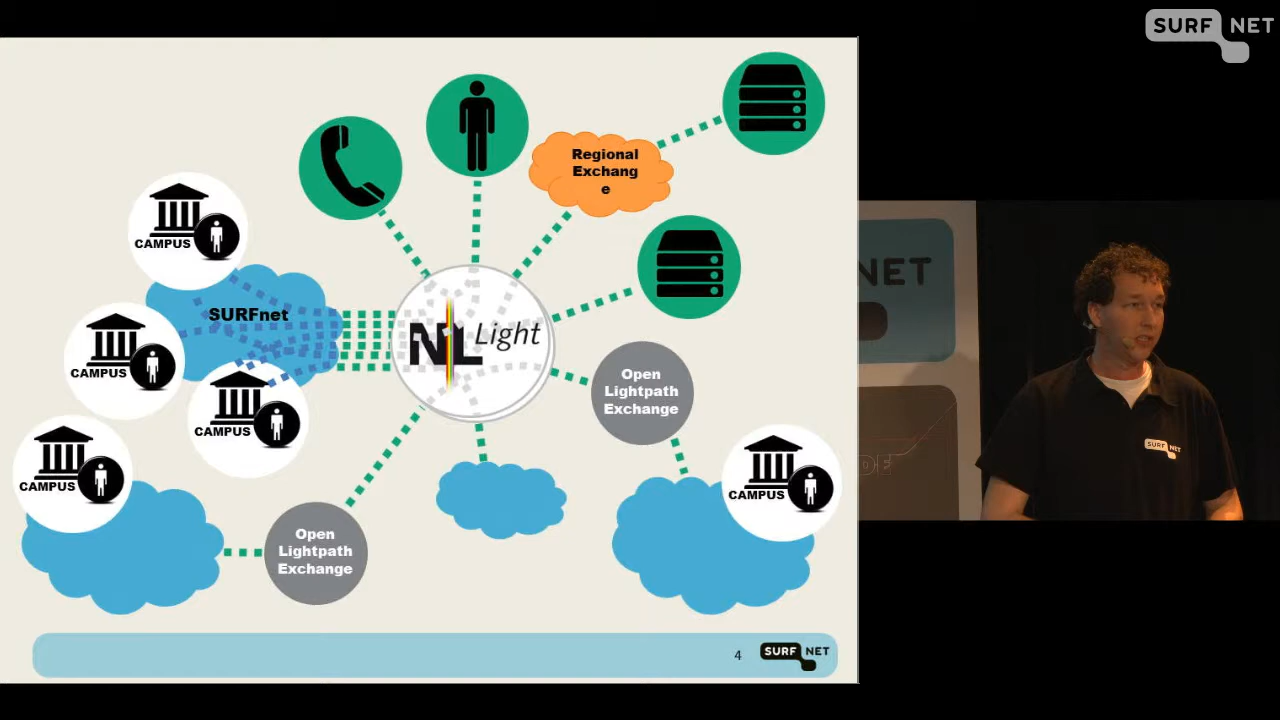 SURF NET
Regional
Exchang
e
CAMPUS
SURFnet
NL Light
CAMPUS
CAMPUS
CAMPUS
Open
Lightpath
Exchange
CAMPUS
Open
Lightpath
Exchange
4
SURF NET
NET
SURF NET